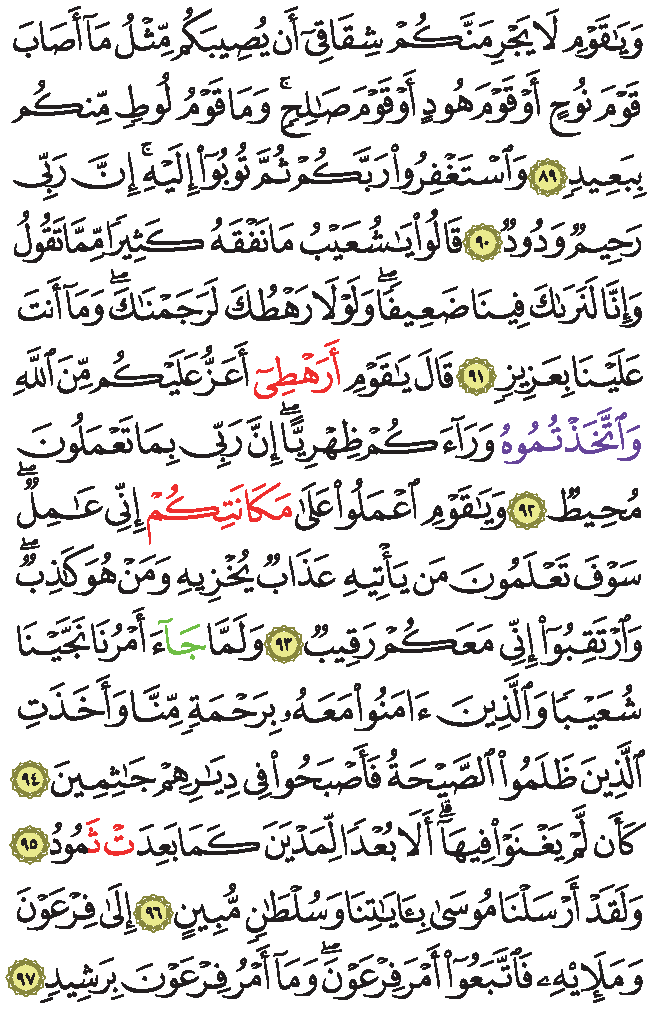 وَيَٰقَوْمِ لَا يَجْرِمَنَّكُمْ شِقَاقِىٓ أَن يُصِيبَكُم مِّثْلُ مَآ أَصَابَ
قَوْمَ نُوحٍ أَوْ قَوْمَ هُودٍ أَوْ قَوْمَ صَٰلِحٍۚ وَمَا قَوْمُ لُوطٍ مِّنكُم
بِبَعِيدٍ ٨٩ وَٱسْتَغْفِرُوا۟ رَبَّكُمْ ثُمَّ تُوبُوٓا۟ إِلَيْهِۚ إِنَّ رَبِّى
رَحِيمٌ وَدُودٌ ٩٠ قَالُوا۟ يَٰشُعَيْبُ مَا نَفْقَهُ كَثِيرًا مِّمَّا تَقُولُ
وَإِنَّا لَنَرَىٰكَ فِينَا ضَعِيفًاۖ وَلَوْلَا رَهْطُكَ لَرَجَمْنَٰكَۖ وَمَآ أَنتَ
عَلَيْنَا بِعَزِيزٍ ٩١ قَالَ يَٰقَوْمِ أَرَهْطِىٓ أَعَزُّ عَلَيْكُم مِّنَ ٱللَّهِ
وَٱتَّخَذْتُمُوهُ وَرَآءَكُمْ ظِهْرِيًّاۖ إِنَّ رَبِّى بِمَا تَعْمَلُونَ
مُحِيطٌ ٩٢ وَيَٰقَوْمِ ٱعْمَلُوا۟ عَلَىٰ مَكَانَتِكُمْ إِنِّى عَٰمِلٌۖ
سَوْفَ تَعْلَمُونَ مَن يَأْتِيهِ عَذَابٌ يُخْزِيهِ وَمَنْ هُوَ كَٰذِبٌۖ
وَٱرْتَقِبُوٓا۟ إِنِّى مَعَكُمْ رَقِيبٌ ٩٣ وَلَمَّا جَآءَ أَمْرُنَا نَجَّيْنَا
شُعَيْبًا وَٱلَّذِينَ ءَامَنُوا۟ مَعَهُۥ بِرَحْمَةٍ مِّنَّا وَأَخَذَتِ
ٱلَّذِينَ ظَلَمُوا۟ ٱلصَّيْحَةُ فَأَصْبَحُوا۟ فِى دِيَٰرِهِمْ جَٰثِمِينَ ٩٤
كَأَن لَّمْ يَغْنَوْا۟ فِيهَآۗ أَلَا بُعْدًا لِّمَدْيَنَ كَمَا بَعِدَتْ ثَمُودُ ٩٥
وَلَقَدْ أَرْسَلْنَا مُوسَىٰ بِـَٔايَٰتِنَا وَسُلْطَٰنٍ مُّبِينٍ ٩٦ إِلَىٰ فِرْعَوْنَ
وَمَلَإِي۟هِۦ فَٱتَّبَعُوٓا۟ أَمْرَ فِرْعَوْنَۖ وَمَآ أَمْرُ فِرْعَوْنَ بِرَشِيدٍ ٩٧